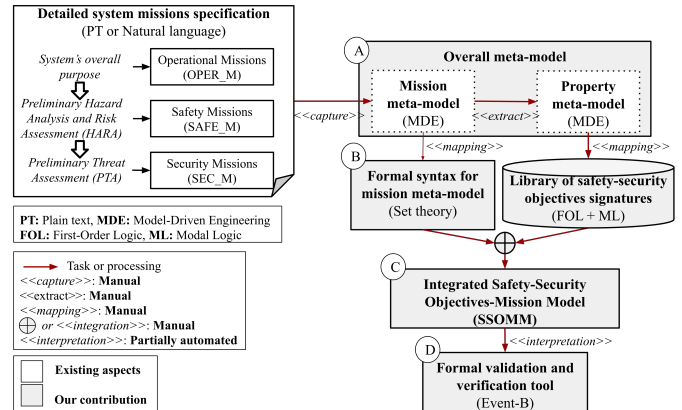 Detailed system missions specification
(PT or Natural language)
System's overall
purpose
Operational Missions
(OPER_M)
Preliminary Hazard
Analysis and Risk
Assessment (HARA)
Safety Missions
(SAFE_M)
Preliminary Threat
Assessment (PTA)
Security Missions
(SEC_M)
<<capture>>
A
Overall meta-model
Mission
meta-model
(MDE)
<<extract>>
Property
meta-model
(MDE)
<<mapping>>
<<mapping>>
B
Formal syntax for
mission meta-model
(Set theory)
Library of safety-security
objectives signatures
(FOL + ML)
C
Integrated Safety-Security
Objectives-Mission Model
(SSOMM)
<<interpretation>>
D
Formal validation and
verification tool
(Event-B)
PT: Plain text, MDE: Model-Driven Engineering
FOL: First-Order Logic, ML: Modal Logic
Task or processing
<<capture>>: Manual
<<extract>>: Manual
<<mapping>>: Manual
or <<integration>>: Manual
<<interpretation>>: Partially automated
Existing aspects
Our contribution